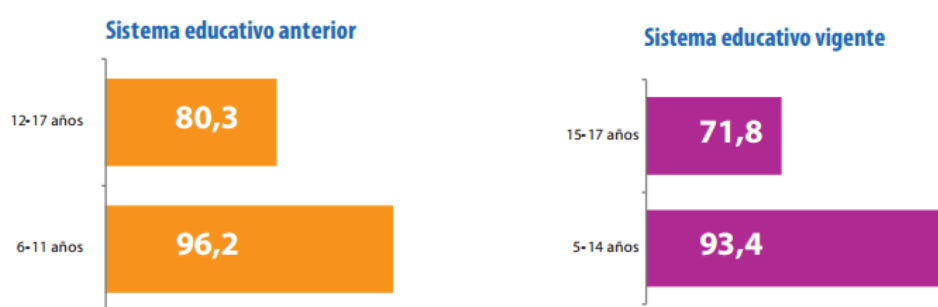 Sistema educativo anterior
12-17 años
80,3
6-11 años
96,2
Sistema educativo vigente
15-17 años
71,8
5-14 años
93,4